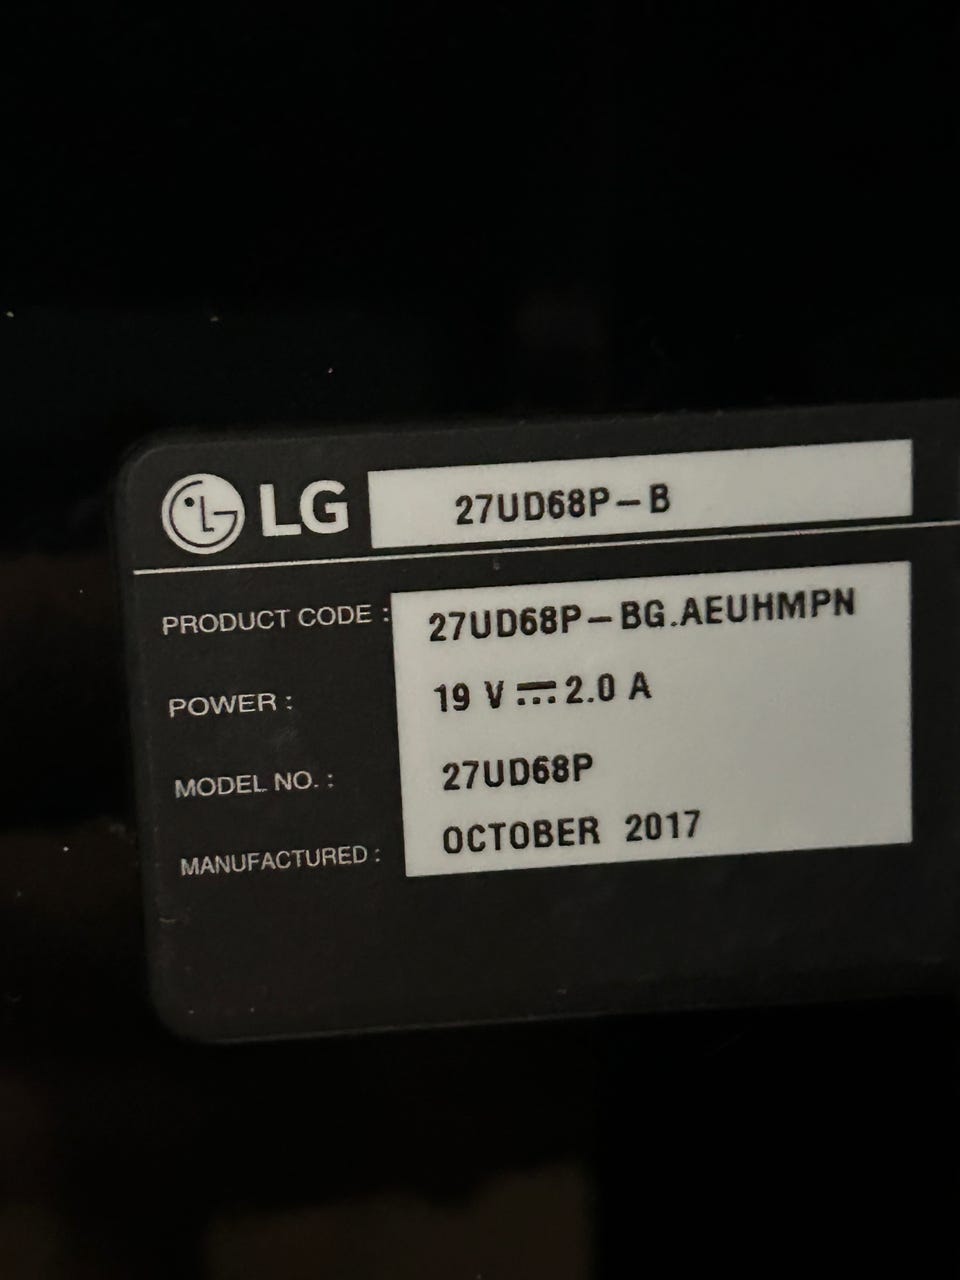 LG 27UD68P-B
PRODUCT CODE : 27UD68P-BG.AEUHMPN
POWER : 19 V ⎓ 2.0 A
MODEL NO. : 27UD68P
MANUFACTURED : OCTOBER 2017